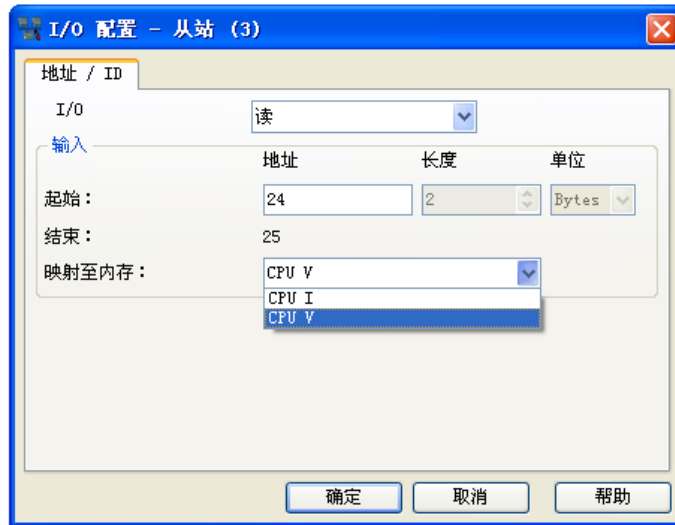 I/O 配置 - 从站 (3)
地址 / ID
I/O 读
输入
地址 长度 单位
起始： 24 2 Bytes
结束： 25
映射至内存： CPU V
CPU I
CPU V
确定 取消 帮助